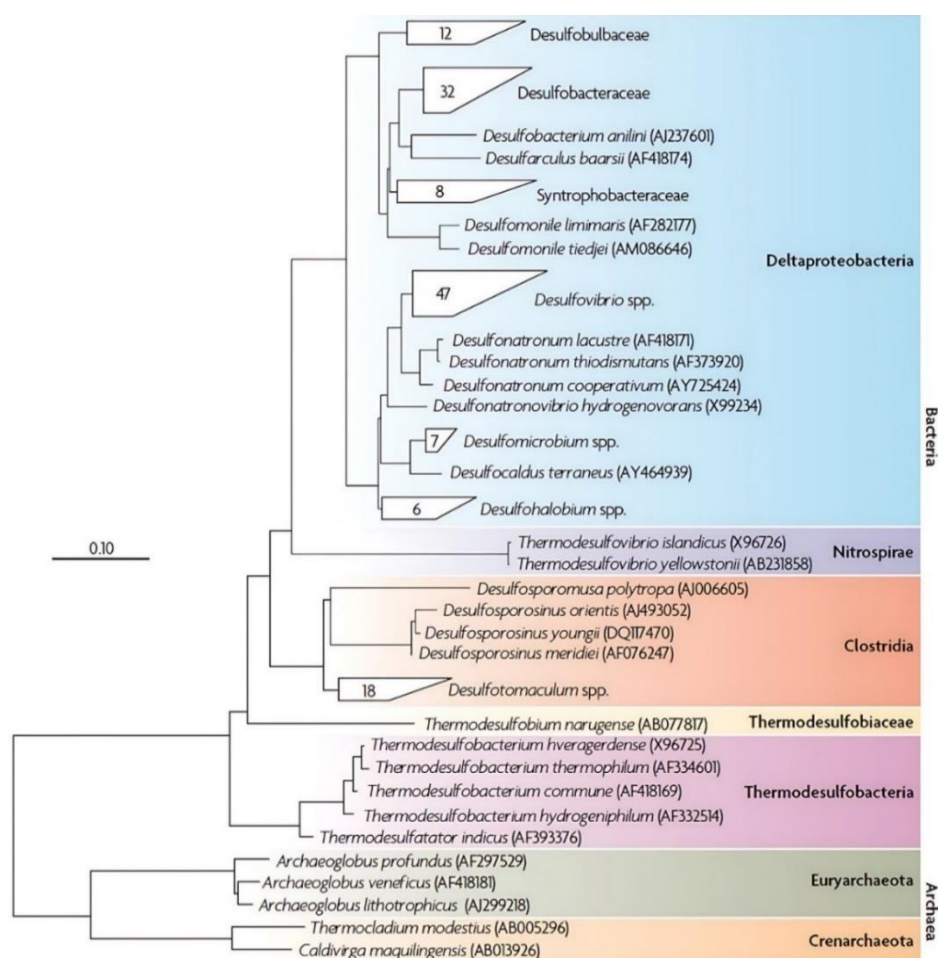 12 Desulfobulbaceae
32 Desulfobacteraceae
Desulfobacterium anilini (AJ237601)
Desulfarculus baarsii (AF418174)
8 Syntrophobacteraceae
Desulfomonile limimaris (AF282177)
Desulfomonile tiedjei (AM086646)
Deltaproteobacteria
47 Desulfovibrio spp.
Desulfonatronum lacustre (AF418171)
Desulfonatronum thiodismutans (AF373920)
Desulfonatronum cooperativum (AY725424)
Desulfonatronovibrio hydrogenovorans (X99234)
7 Desulfomicrobium spp.
Desulfocaldus terraneus (AY464939)
6 Desulfohalobium spp.
Bacteria
0.10
Thermodesulfovibrio islandicus (X96726)
Nitrospirae
Thermodesulfovibrio yellowstonii (AB231858)
Desulfosporomusa polytropa (AJ006605)
Desulfosporosinus orientis (AJ493052)
Desulfosporosinus youngii (DQ117470)
Clostridia
Desulfosporosinus meridiei (AF076247)
18 Desulfotomaculum spp.
Thermodesulfobium narugense (AB077817) Thermodesulfobiaceae
Thermodesulfobacterium hveragerdense (X96725)
Thermodesulfobacterium thermophilum (AF334601)
Thermodesulfobacterium commune (AF418169) Thermodesulfobacteria
Thermodesulfobacterium hydrogeniphilum (AF332514)
Thermodesulfatator indicus (AF393376)
Archaeoglobus profundus (AF297529)
Archaeoglobus veneficus (AF418181) Euryarchaeota
Archaeoglobus lithotrophicus (AJ299218)
Archaea
Thermocladium modestius (AB005296)
Crenarchaeota
Caldivirga maquilingensis (AB013926)